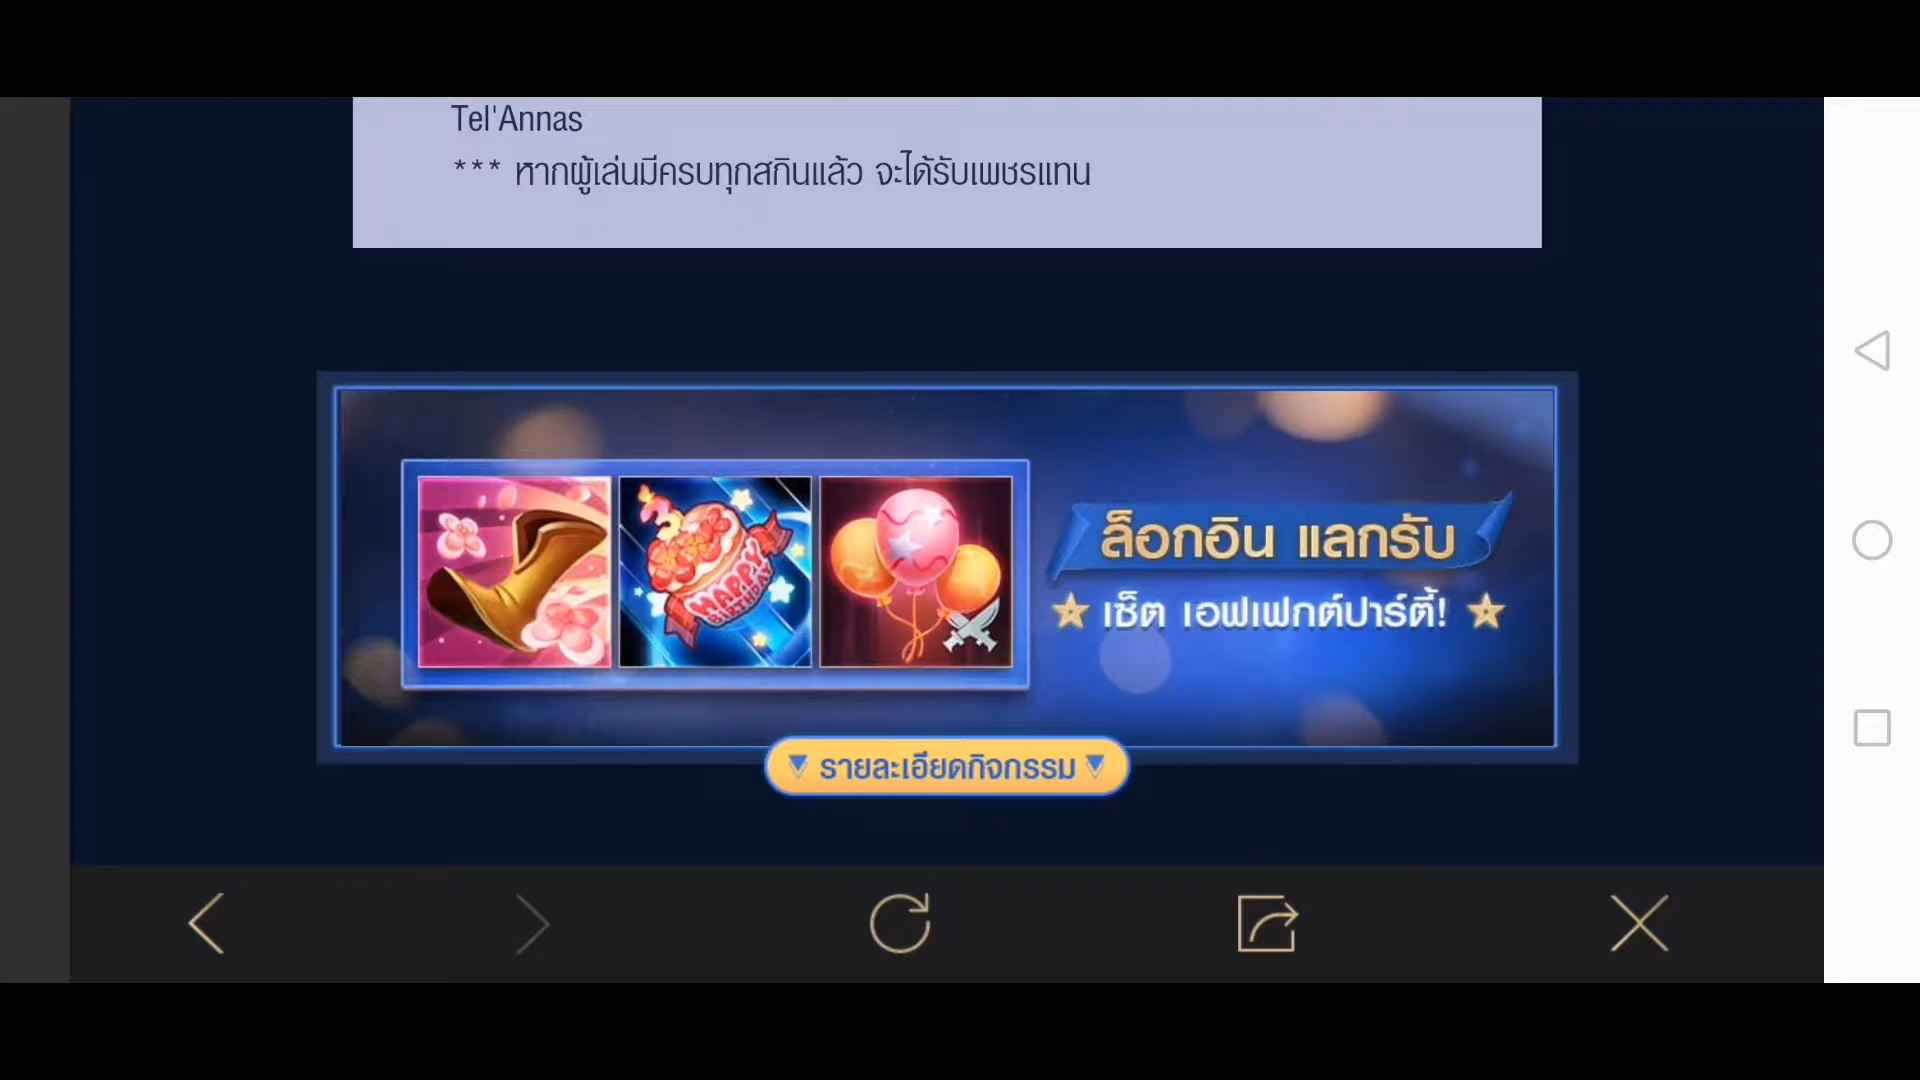 Tel'Annas
*** หากผู้เล่นมีครบทุกสกินแล้ว จะได้รับเพชรแทน
3
HAPPY
BIRTHDAY
ล็อกอิน แลกรับ
เซ็ต เอฟเฟกต์ปาร์ตี้!
รายละเอียดกิจกรรม